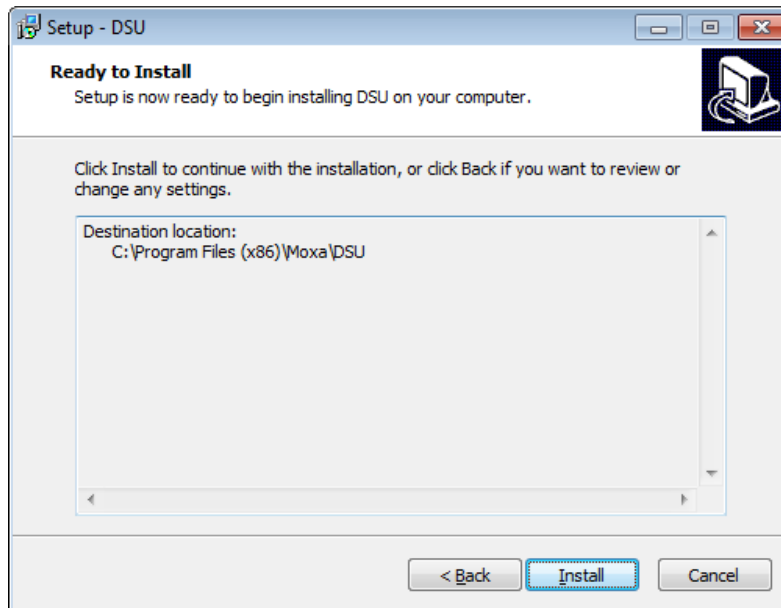 Setup - DSU
Ready to Install
Setup is now ready to begin installing DSU on your computer.
Click Install to continue with the installation, or click Back if you want to review or
change any settings.
Destination location:
C:\Program Files (x86)\Moxa\DSU
< Back
Install
Cancel